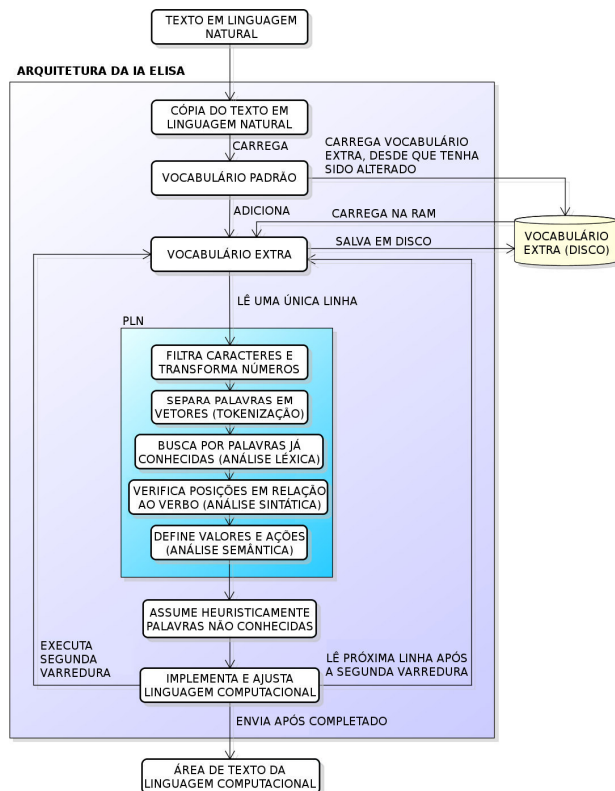 TEXTO EM LINGUAGEM
NATURAL
ARQUITETURA DA IA ELISA
CÓPIA DO TEXTO EM
LINGUAGEM NATURAL
CARREGA
CARREGA VOCABULÁRIO
EXTRA, DESDE QUE TENHA
SIDO ALTERADO
VOCABULÁRIO PADRÃO
ADICIONA
CARREGA NA RAM
VOCABULÁRIO
EXTRA (DISCO)
VOCABULÁRIO EXTRA
SALVA EM DISCO
LÊ UMA ÚNICA LINHA
PLN
FILTRA CARACTERES E
TRANSFORMA NÚMEROS
SEPARA PALAVRAS EM
VETORES (TOKENIZAÇÃO)
BUSCA POR PALAVRAS JÁ
CONHECIDAS (ANÁLISE LÉXICA)
VERIFICA POSIÇÕES EM RELAÇÃO
AO VERBO (ANÁLISE SINTÁTICA)
DEFINE VALORES E AÇÕES
(ANÁLISE SEMÂNTICA)
ASSUME HEURISTICAMENTE
PALAVRAS NÃO CONHECIDAS
EXECUTA
SEGUNDA
VARREDURA
LÊ PRÓXIMA LINHA APÓS
A SEGUNDA VARREDURA
IMPLEMENTA E AJUSTA
LINGUAGEM COMPUTACIONAL
ENVIA APÓS COMPLETADO
ÁREA DE TEXTO DA
LINGUAGEM COMPUTACIONAL